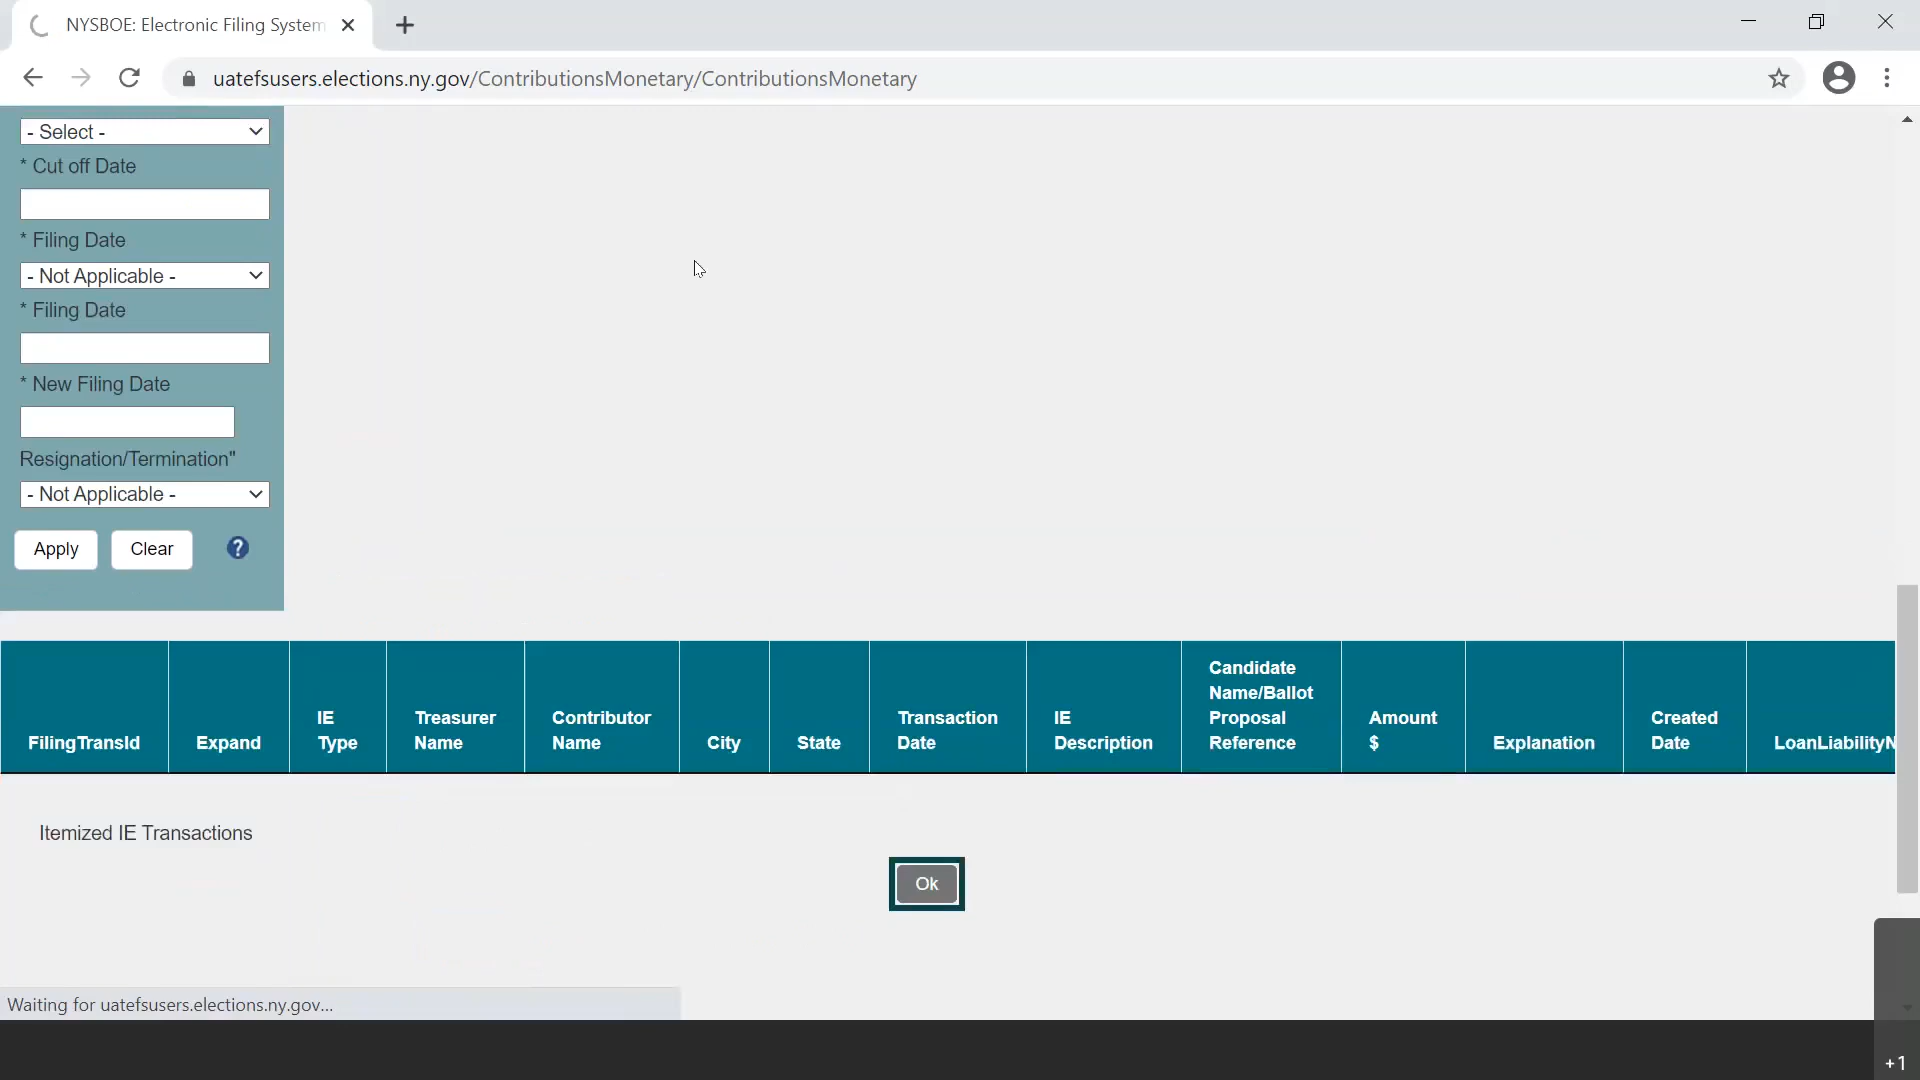 NYSBOE: Electronic Filing System
uatefsusers.elections.ny.gov/ContributionsMonetary/ContributionsMonetary
- Select -
* Cut off Date
* Filing Date
- Not Applicable -
* Filing Date
* New Filing Date
Resignation/Termination"
- Not Applicable -
Apply
Clear
?
FilingTransId
Expand
IE
Type
Treasurer
Name
Contributor
Name
City
State
Transaction
Date
IE
Description
Candidate
Name/Ballot
Proposal
Reference
Amount
$
Explanation
Created
Date
LoanLiabilityN
Itemized IE Transactions
Ok
Waiting for uatefsusers.elections.ny.gov...
+1